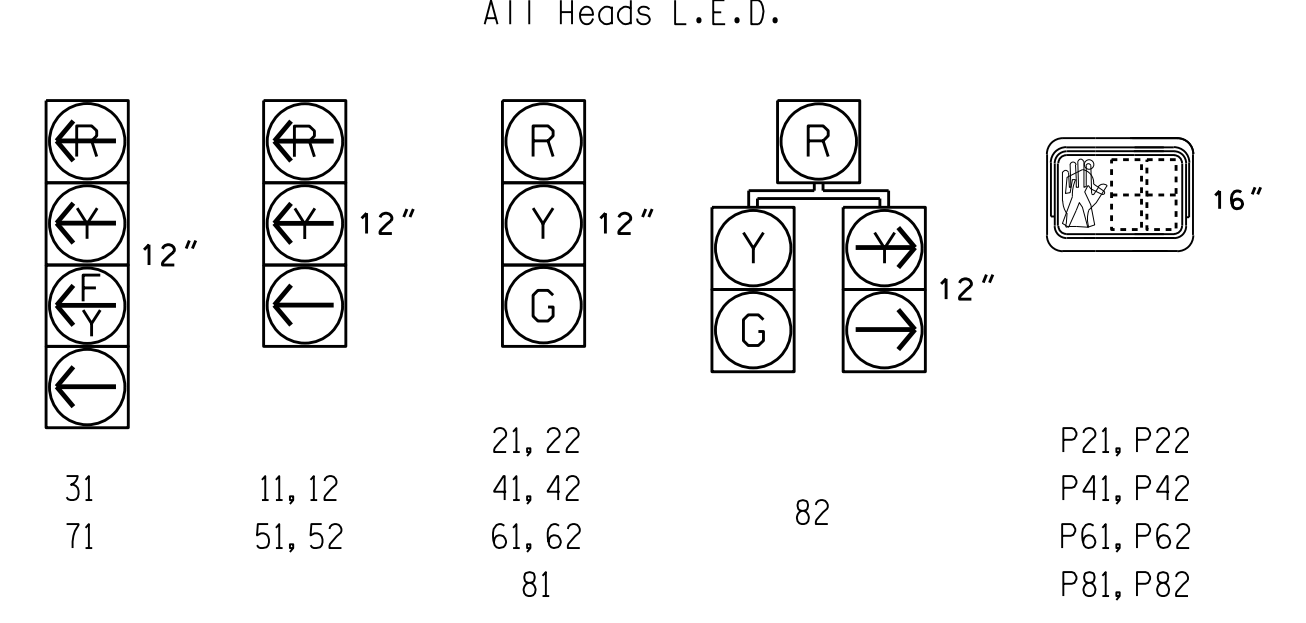 All Heads L.E.D.
R
Y
F
Y
12"
R
Y
12"
R
Y
G
12"
R
Y
G
Y
12"
16"
31
71
11, 12
51, 52
21, 22
41, 42
61, 62
81
82
P21, P22
P41, P42
P61, P62
P81, P82